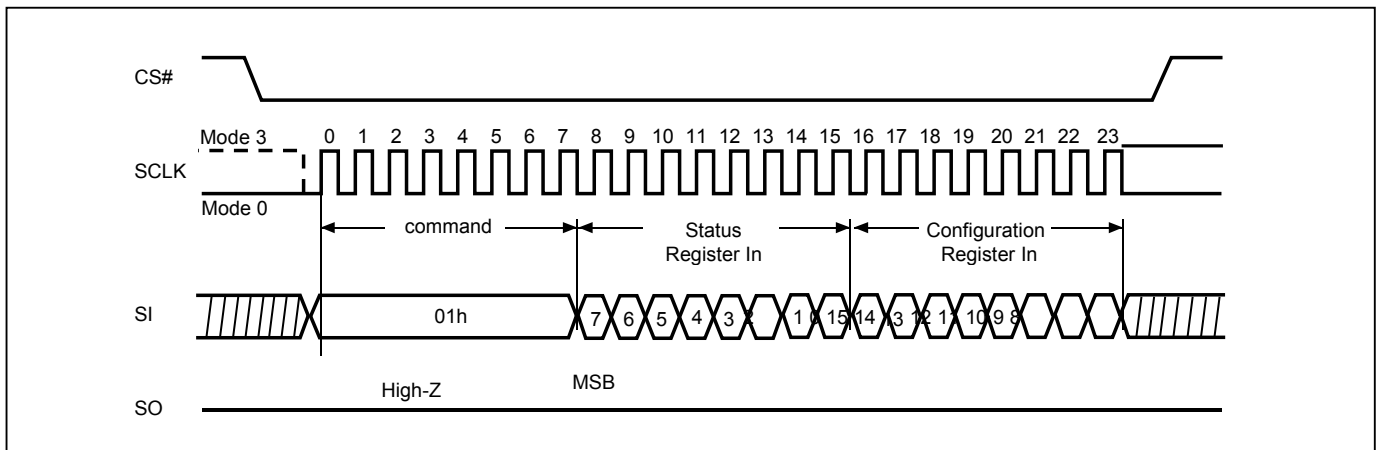 CS#
Mode 3
0 1 2 3 4 5 6 7 8 9 10 11 12 13 14 15 16 17 18 19 20 21 22 23
SCLK
Mode 0
command
Status
Register In
Configuration
Register In
SI
01h
7 6 5 4 3 2 1 0 15 14 13 12 11 10 9 8
High-Z
MSB
SO